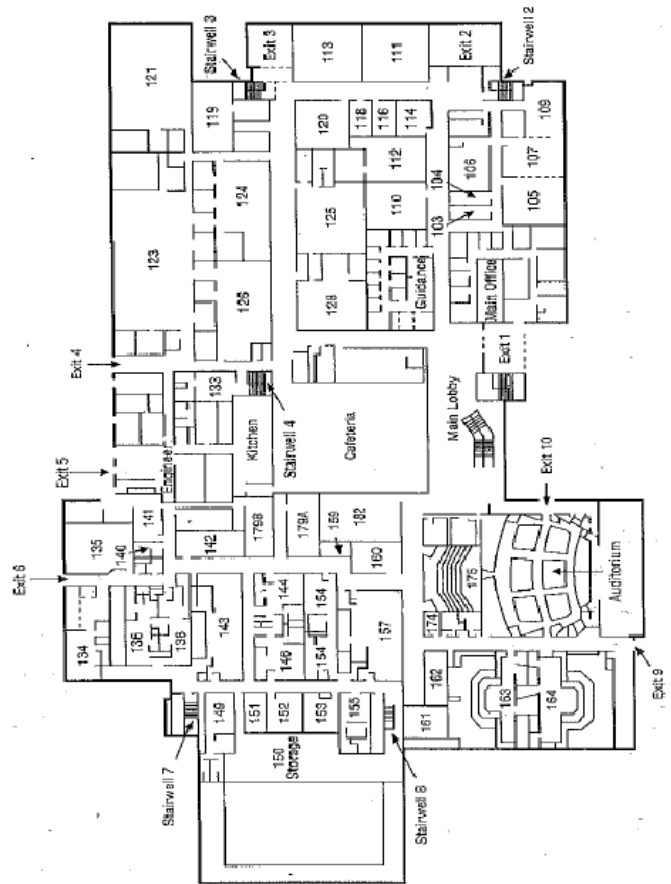 Exit 6
Exit 5
Exit 4
Stairwell 3
134
135
136
138
140
141
142
143
Engineer
133
Kitchen
Stairwell 4
123
121
119
124
126
Exit 3
113
111
Exit 2
Stairwell 2
120
118
116
114
112
125
110
128
Guidance
104
103
106
109
107
105
Main Office
Exit 1
Main Lobby
Cafeteria
179B
179A
159
182
160
144
146
154
154
157
Stairwell 7
149
151
152
153
155
150
Storage
Stairwell 8
174
175
162
161
163
164
Exit 10
Auditorium
Exit 9